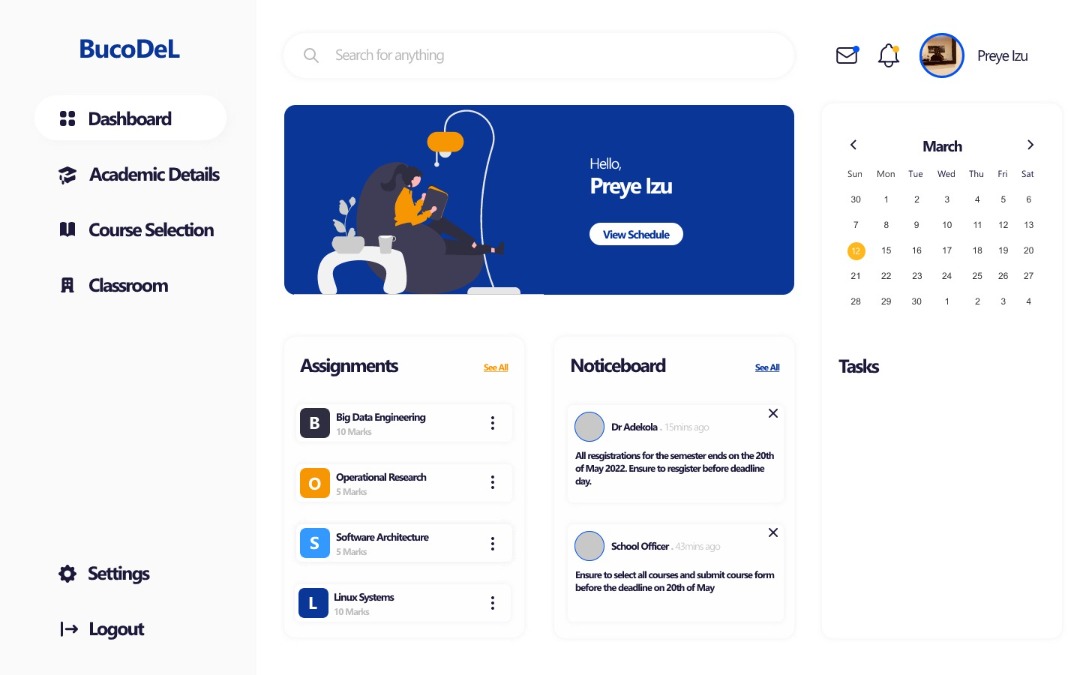 BucoDeL
Dashboard
Academic Details
Course Selection
Classroom
Settings
Logout
Search for anything
Preye Izu
Hello,
Preye Izu
View Schedule
Assignments
See All
B
Big Data Engineering
10 Marks
O
Operational Research
5 Marks
S
Software Architecture
5 Marks
L
Linux Systems
10 Marks
Noticeboard
See All
Dr Adekola . 15mins ago
All resgistrations for the semester ends on the 20th
of May 2022. Ensure to resgister before deadline
day.
School Officer . 43mins ago
Ensure to select all courses and submit course form
before the deadline on 20th of May
March
Sun Mon Tue Wed Thu Fri Sat
30 1 2 3 4 5 6
7 8 9 10 11 12 13
12 15 16 17 18 19 20
21 22 23 24 25 26 27
28 29 30 1 2 3 4
Tasks